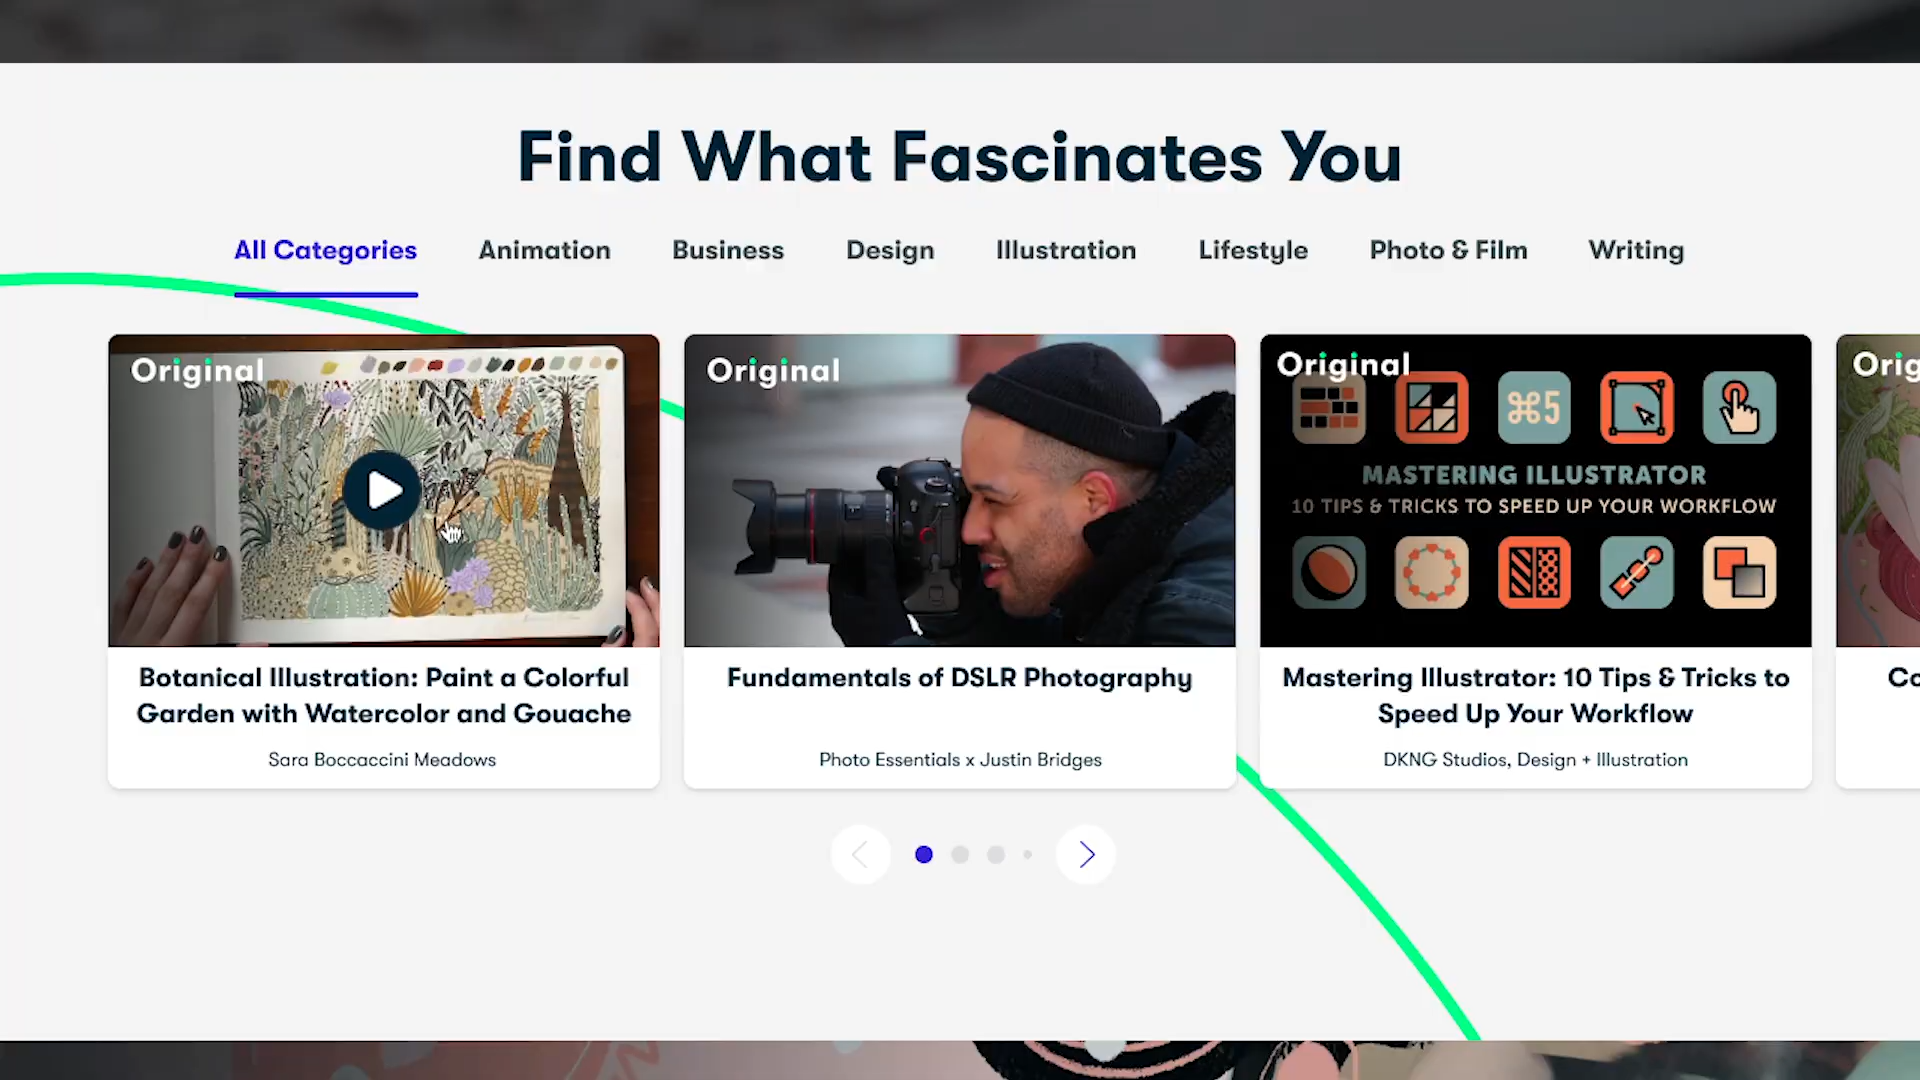 Find What Fascinates You
All Categories
Animation
Business
Design
Illustration
Lifestyle
Photo & Film
Writing
Original
Botanical Illustration: Paint a Colorful
Garden with Watercolor and Gouache
Sara Boccaccini Meadows
Original
Fundamentals of DSLR Photography
Photo Essentials x Justin Bridges
Original
⌘5
MASTERING ILLUSTRATOR
10 TIPS & TRICKS TO SPEED UP YOUR WORKFLOW
Mastering Illustrator: 10 Tips & Tricks to
Speed Up Your Workflow
DKNG Studios, Design + Illustration
Orig
Co